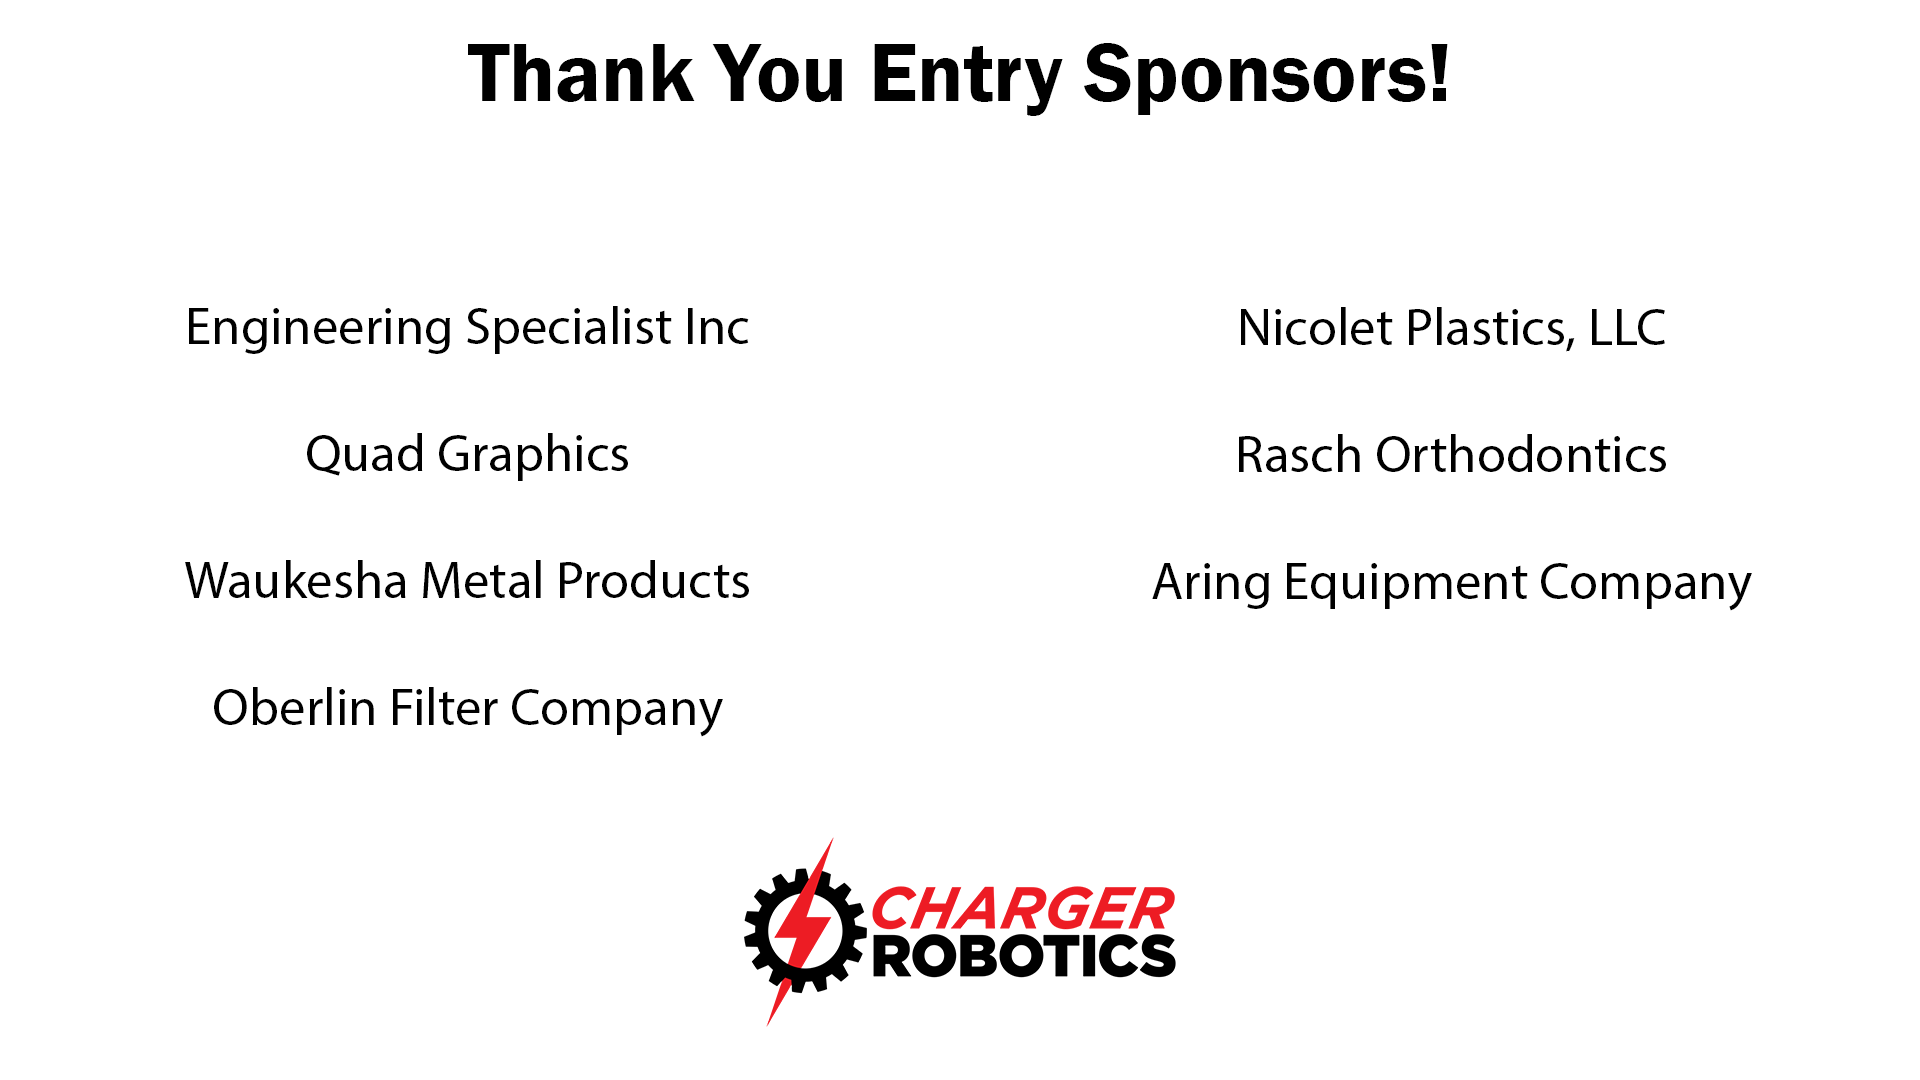 Thank You Entry Sponsors!
Engineering Specialist Inc
Quad Graphics
Waukesha Metal Products
Oberlin Filter Company
Nicolet Plastics, LLC
Rasch Orthodontics
Aring Equipment Company
CHARGER
ROBOTICS